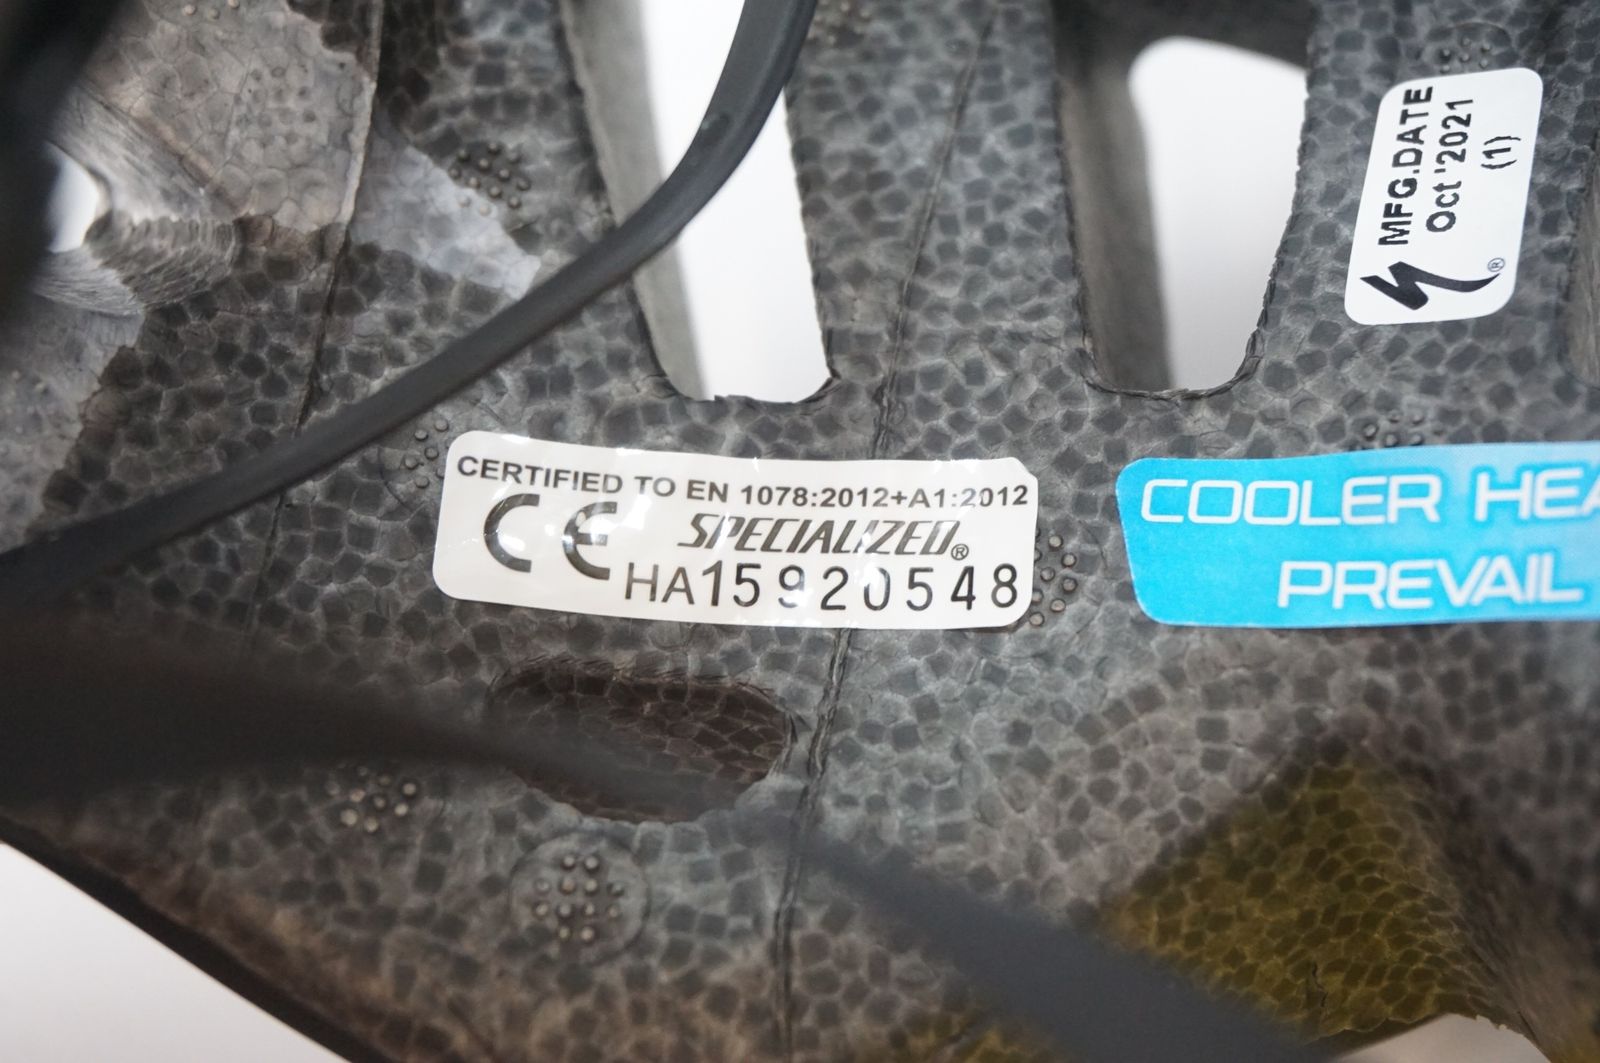 MFG.DATE
Oct '2021
(1)
®
CERTIFIED TO EN 1078:2012+A1:2012
CE SPECIALIZED®
HA15920548
COOLER HEA
PREVAIL